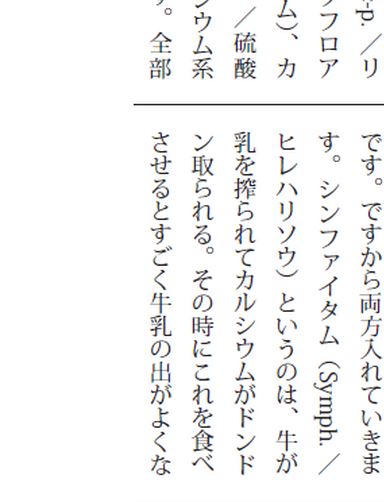 p. ／リ
フロア
ム）、カ
／硫酸
ウム系
。全部
です。ですから両方入れていきま
す。シンファイタム（Symph. ／
ヒレハリソウ）というのは、牛が
乳を搾られてカルシウムがドンド
ン取られる。その時にこれを食べ
させるとすごく牛乳の出がよくな